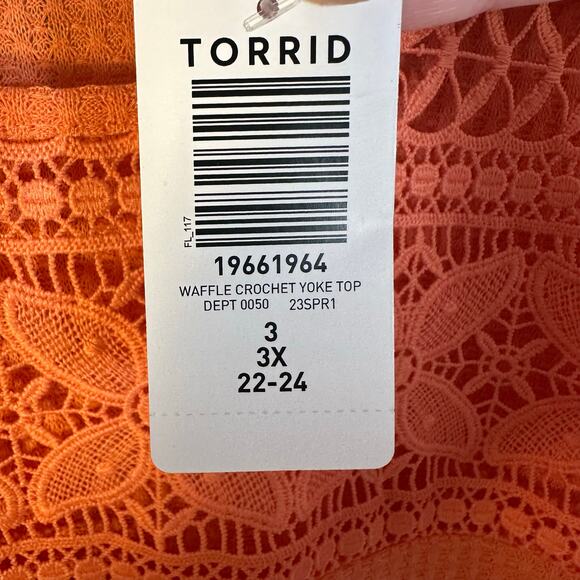 TORRID
FL_117
19661964
WAFFLE CROCHET YOKE TOP
DEPT 0050 23SPR1
3
3X
22-24